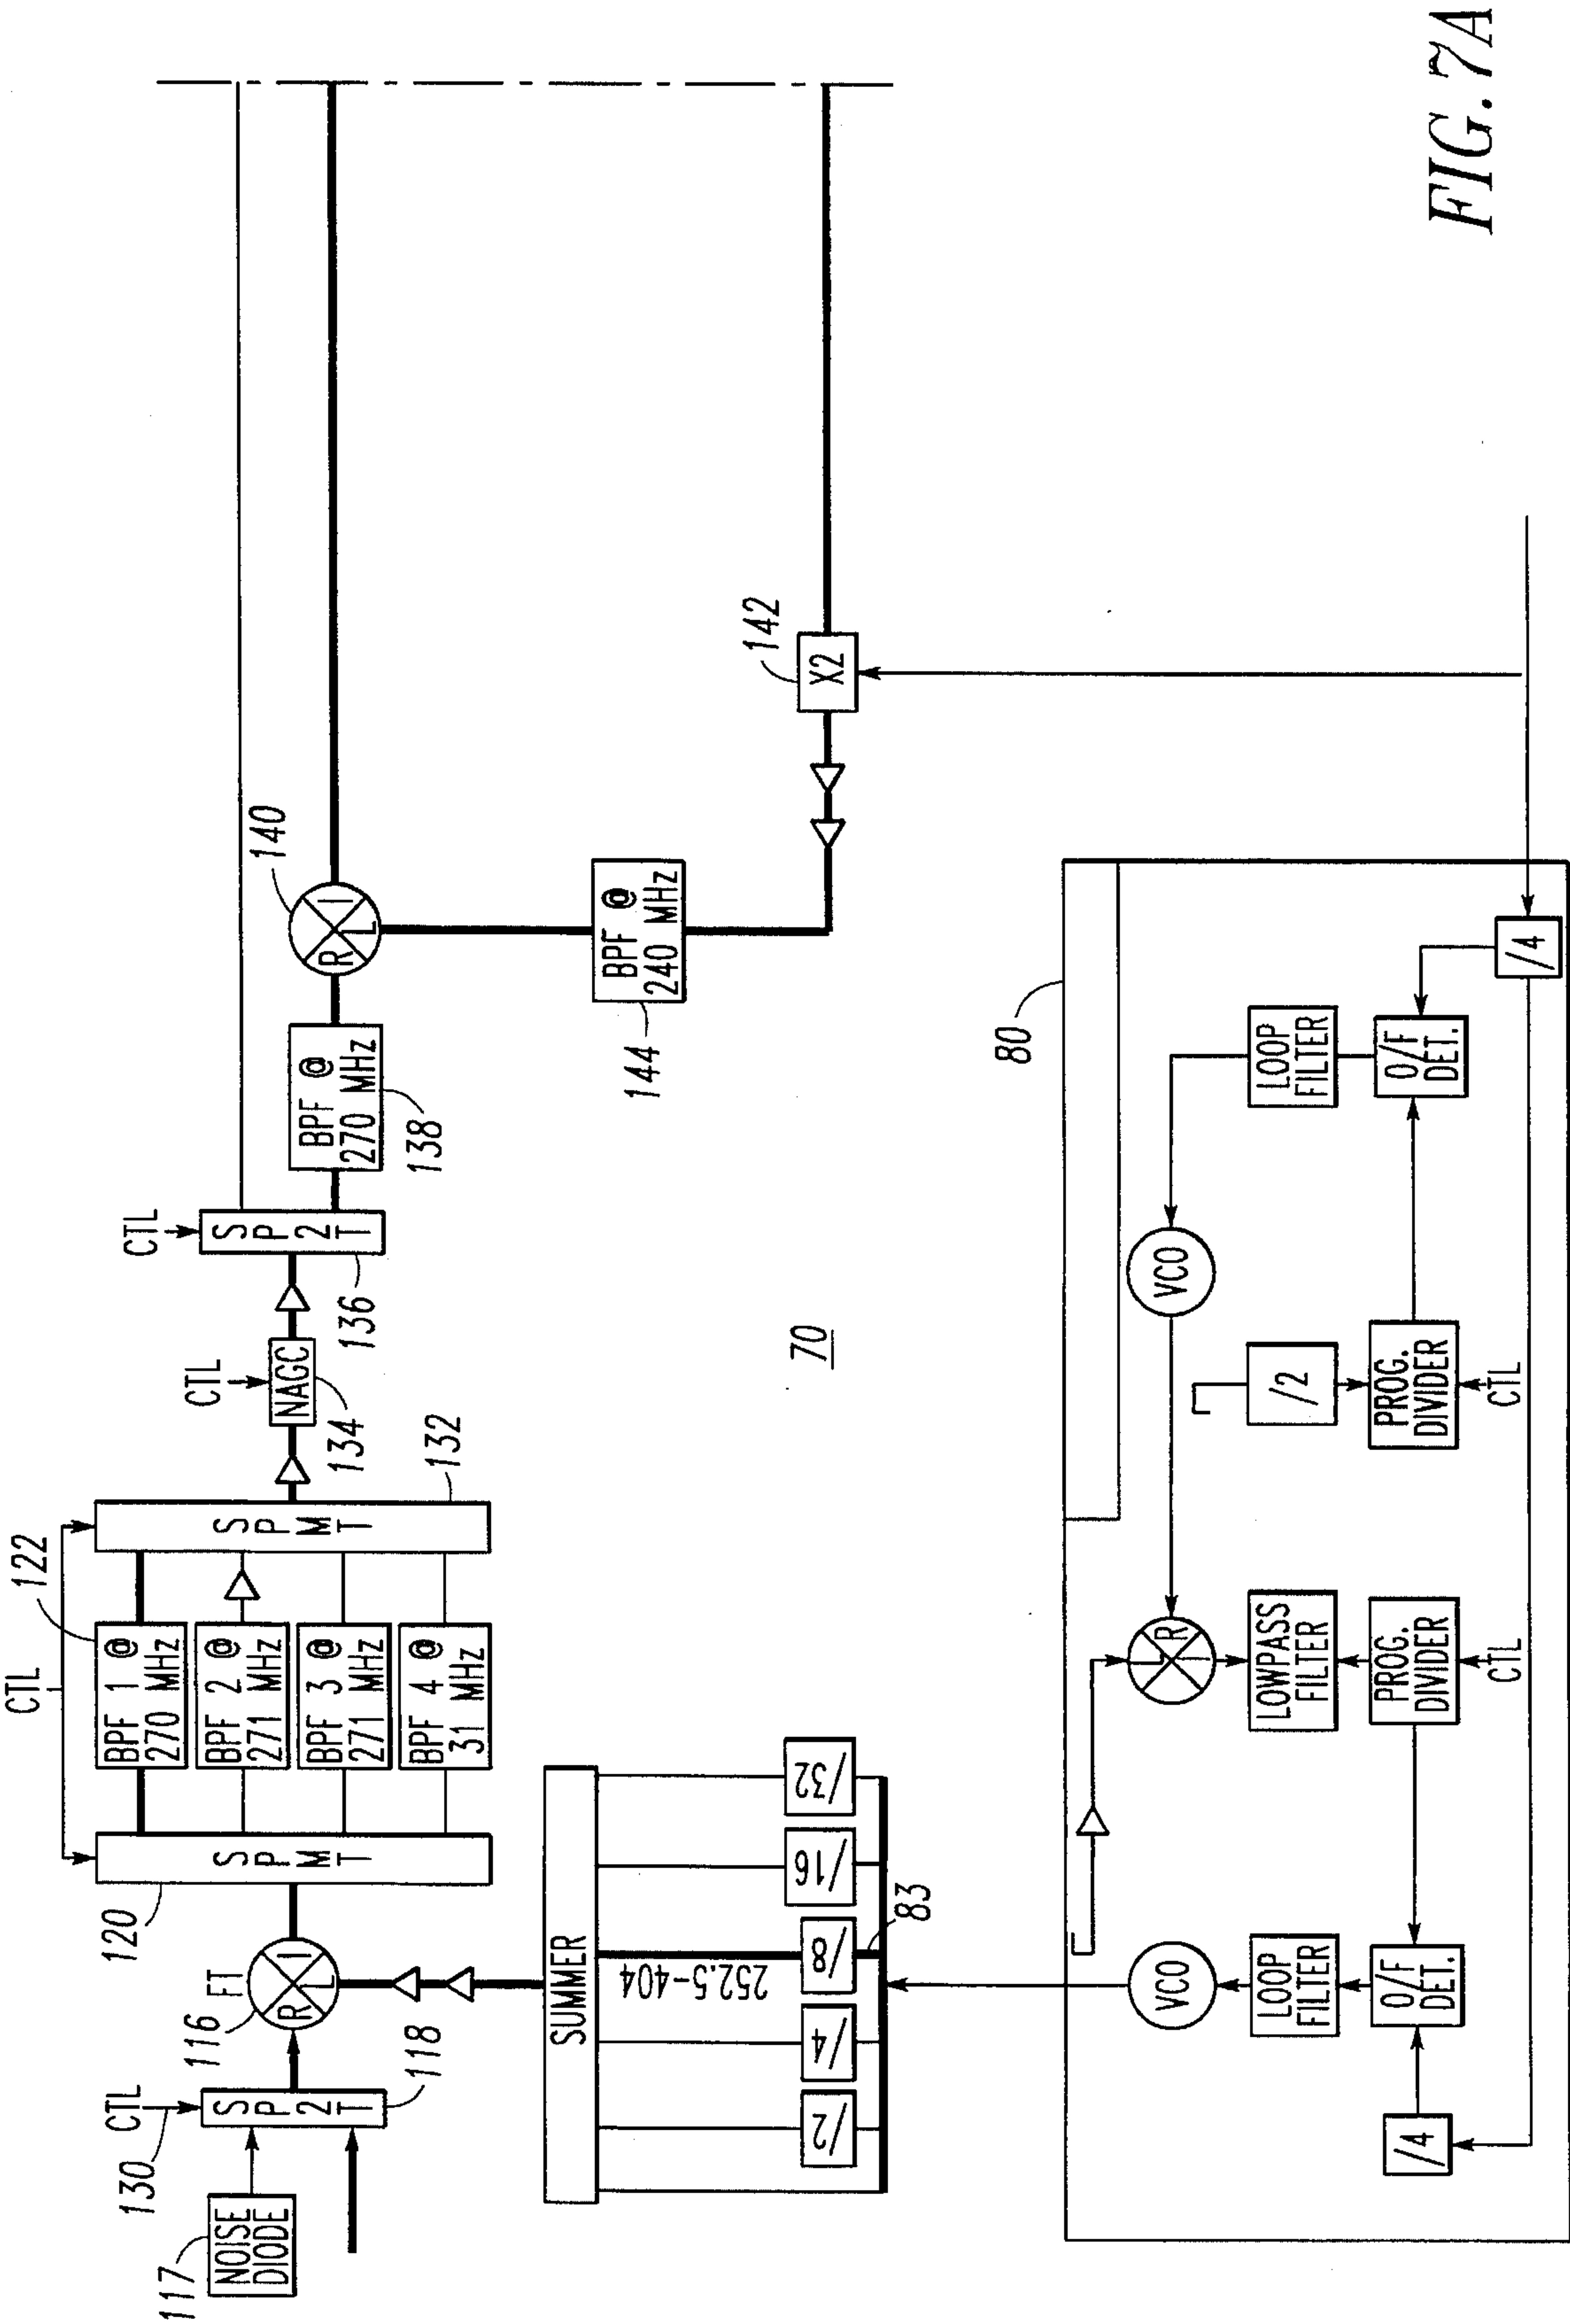 117
NOISE
DIODE
130
CTL
SP2T
118
116
FT
R
L
I
120
CTL
SPMT
122
BPF 1 @
270 MHz
BPF 2 @
271 MHz
BPF 3 @
271 MHz
BPF 4 @
31 MHz
SPMT
132
CTL
NAGC
134
CTL
SP2T
136
BPF @
270 MHz
138
140
R
L
I
BPF @
240 MHz
144
142
X2
SUMMER
252.5-404
/2
/4
/8
/16
/32
83
70
80
VCO
LOOP
FILTER
O/F
DET.
/4
L
R
I
LOWPASS
FILTER
PROG.
DIVIDER
CTL
VCO
/2
PROG.
DIVIDER
CTL
LOOP
FILTER
O/F
DET.
/4
FIG. 7A